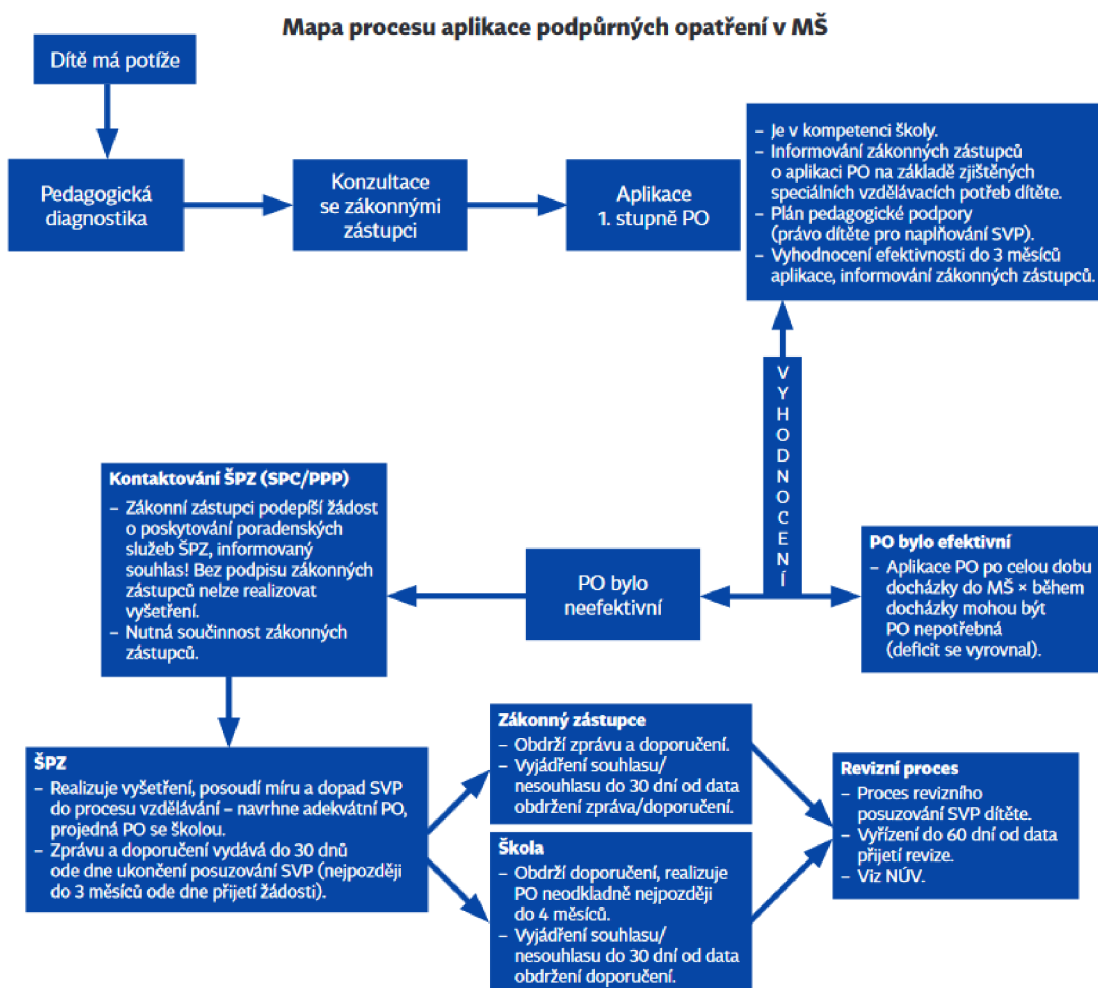 Mapa procesu aplikace podpůrných opatření v MŠ
Dítě má potíže
Pedagogická
diagnostika
Konzultace
se zákonnými
zástupci
Aplikace
1. stupně PO
– Je v kompetenci školy.
– Informování zákonných zástupců
o aplikaci PO na základě zjištěných
speciálních vzdělávacích potřeb dítěte.
– Plán pedagogické podpory
(právo dítěte pro naplňování SVP).
– Vyhodnocení efektivnosti do 3 měsíců
aplikace, informování zákonných zástupců.
VYHODNOCENÍ
Kontaktování ŠPZ (SPC/PPP)
– Zákonní zástupci podepíší žádost
o poskytování poradenských
služeb ŠPZ, informovaný
souhlas! Bez podpisu zákonných
zástupců nelze realizovat
vyšetření.
– Nutná součinnost zákonných
zástupců.
PO bylo
neefektivní
PO bylo efektivní
– Aplikace PO po celou dobu
docházky do MŠ × během
docházky mohou být
PO nepotřebná
(deficit se vyrovnal).
ŠPZ
– Realizuje vyšetření, posoudí míru a dopad SVP
do procesu vzdělávání – navrhne adekvátní PO,
projedná PO se školou.
– Zprávu a doporučení vydává do 30 dnů
ode dne ukončení posuzování SVP (nejpozději
do 3 měsíců ode dne přijetí žádosti).
Zákonný zástupce
– Obdrží zprávu a doporučení.
– Vyjádření souhlasu/
nesouhlasu do 30 dní od data
obdržení zpráva/doporučení.
Škola
– Obdrží doporučení, realizuje
PO neodkladně nejpozději
do 4 měsíců.
– Vyjádření souhlasu/
nesouhlasu do 30 dní od data
obdržení doporučení.
Revizní proces
– Proces revizního
posuzování SVP dítěte.
– Vyřízení do 60 dní od data
přijetí revize.
– Viz NÚV.